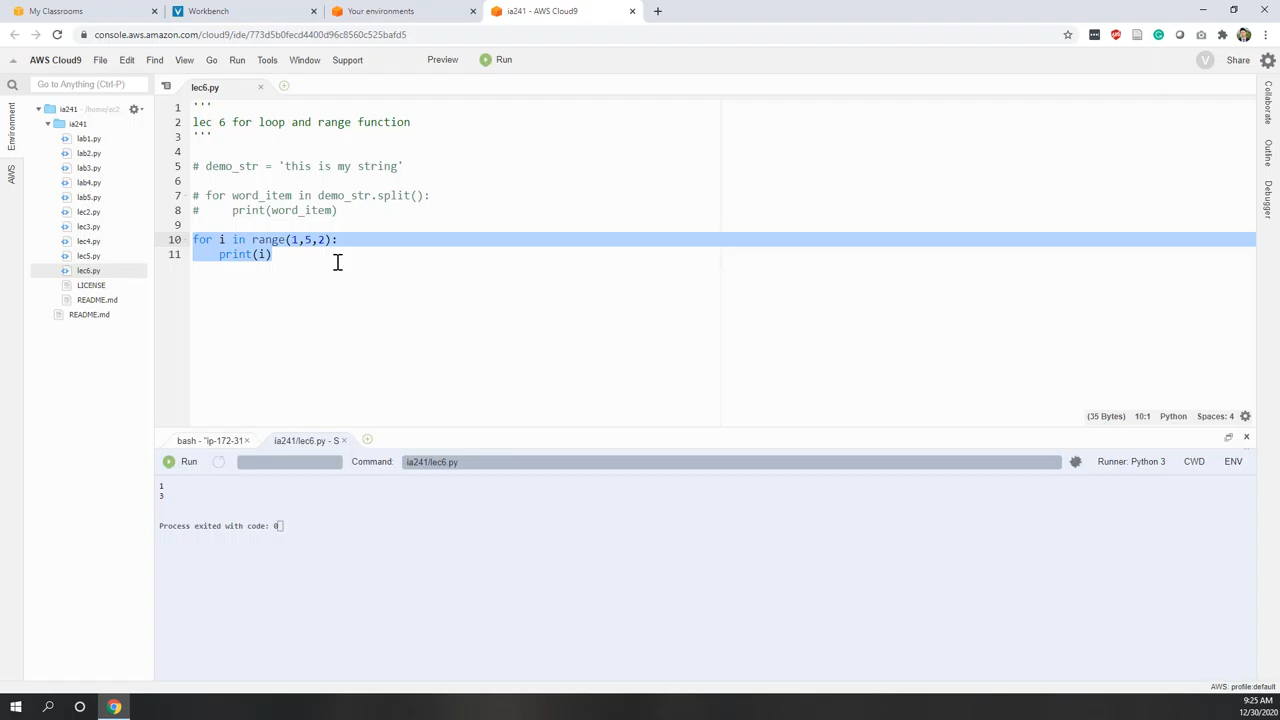 My Classrooms
Workbench
Your environments
ia241 - AWS Cloud9
console.aws.amazon.com/cloud9/ide/773d5b0fecd4400d96c8560c525bafd5
AWS Cloud9 File Edit Find View Go Run Tools Window Support Preview Run V Share
Go to Anything (Ctrl-P)
lec6.py
Environment
AWS
ia241 - /home/ec2
ia241
lab1.py
lab2.py
lab3.py
lab4.py
lab5.py
lec2.py
lec3.py
lec4.py
lec5.py
lec6.py
LICENSE
README.md
README.md
1 '''
2 lec 6 for loop and range function
3 '''
4
5 # demo_str = 'this is my string'
6
7 # for word_item in demo_str.split():
8 #     print(word_item)
9
10 for i in range(1,5,2):
11     print(i)
Collaborate
Outline
Debugger
(35 Bytes) 10:1 Python Spaces: 4
bash - "ip-172-31
ia241/lec6.py - S
Run Command: ia241/lec6.py Runner: Python 3 CWD ENV
1
3
Process exited with code: 0
AWS: profile:default
9:25 AM
12/30/2020